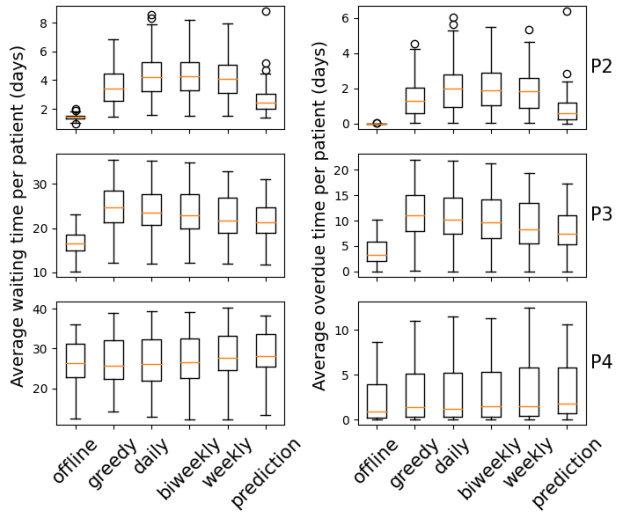 8
6
4
2
6
4
2
0
P2
30
20
10
20
15
10
5
0
P3
40
30
20
10
5
0
P4
Average waiting time per patient (days)
Average overdue time per patient (days)
offline
greedy
daily
biweekly
weekly
prediction
offline
greedy
daily
biweekly
weekly
prediction